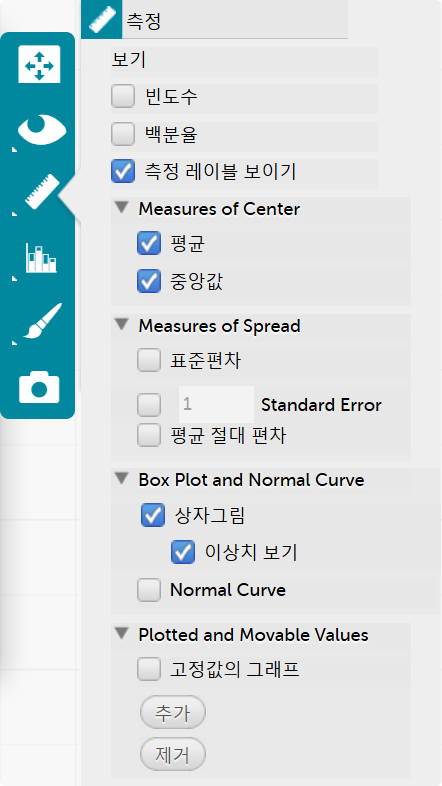 측정
보기
빈도수
백분율
측정 레이블 보이기
Measures of Center
평균
중앙값
Measures of Spread
표준편차
1 Standard Error
평균 절대 편차
Box Plot and Normal Curve
상자그림
이상치 보기
Normal Curve
Plotted and Movable Values
고정값의 그래프
추가
제거